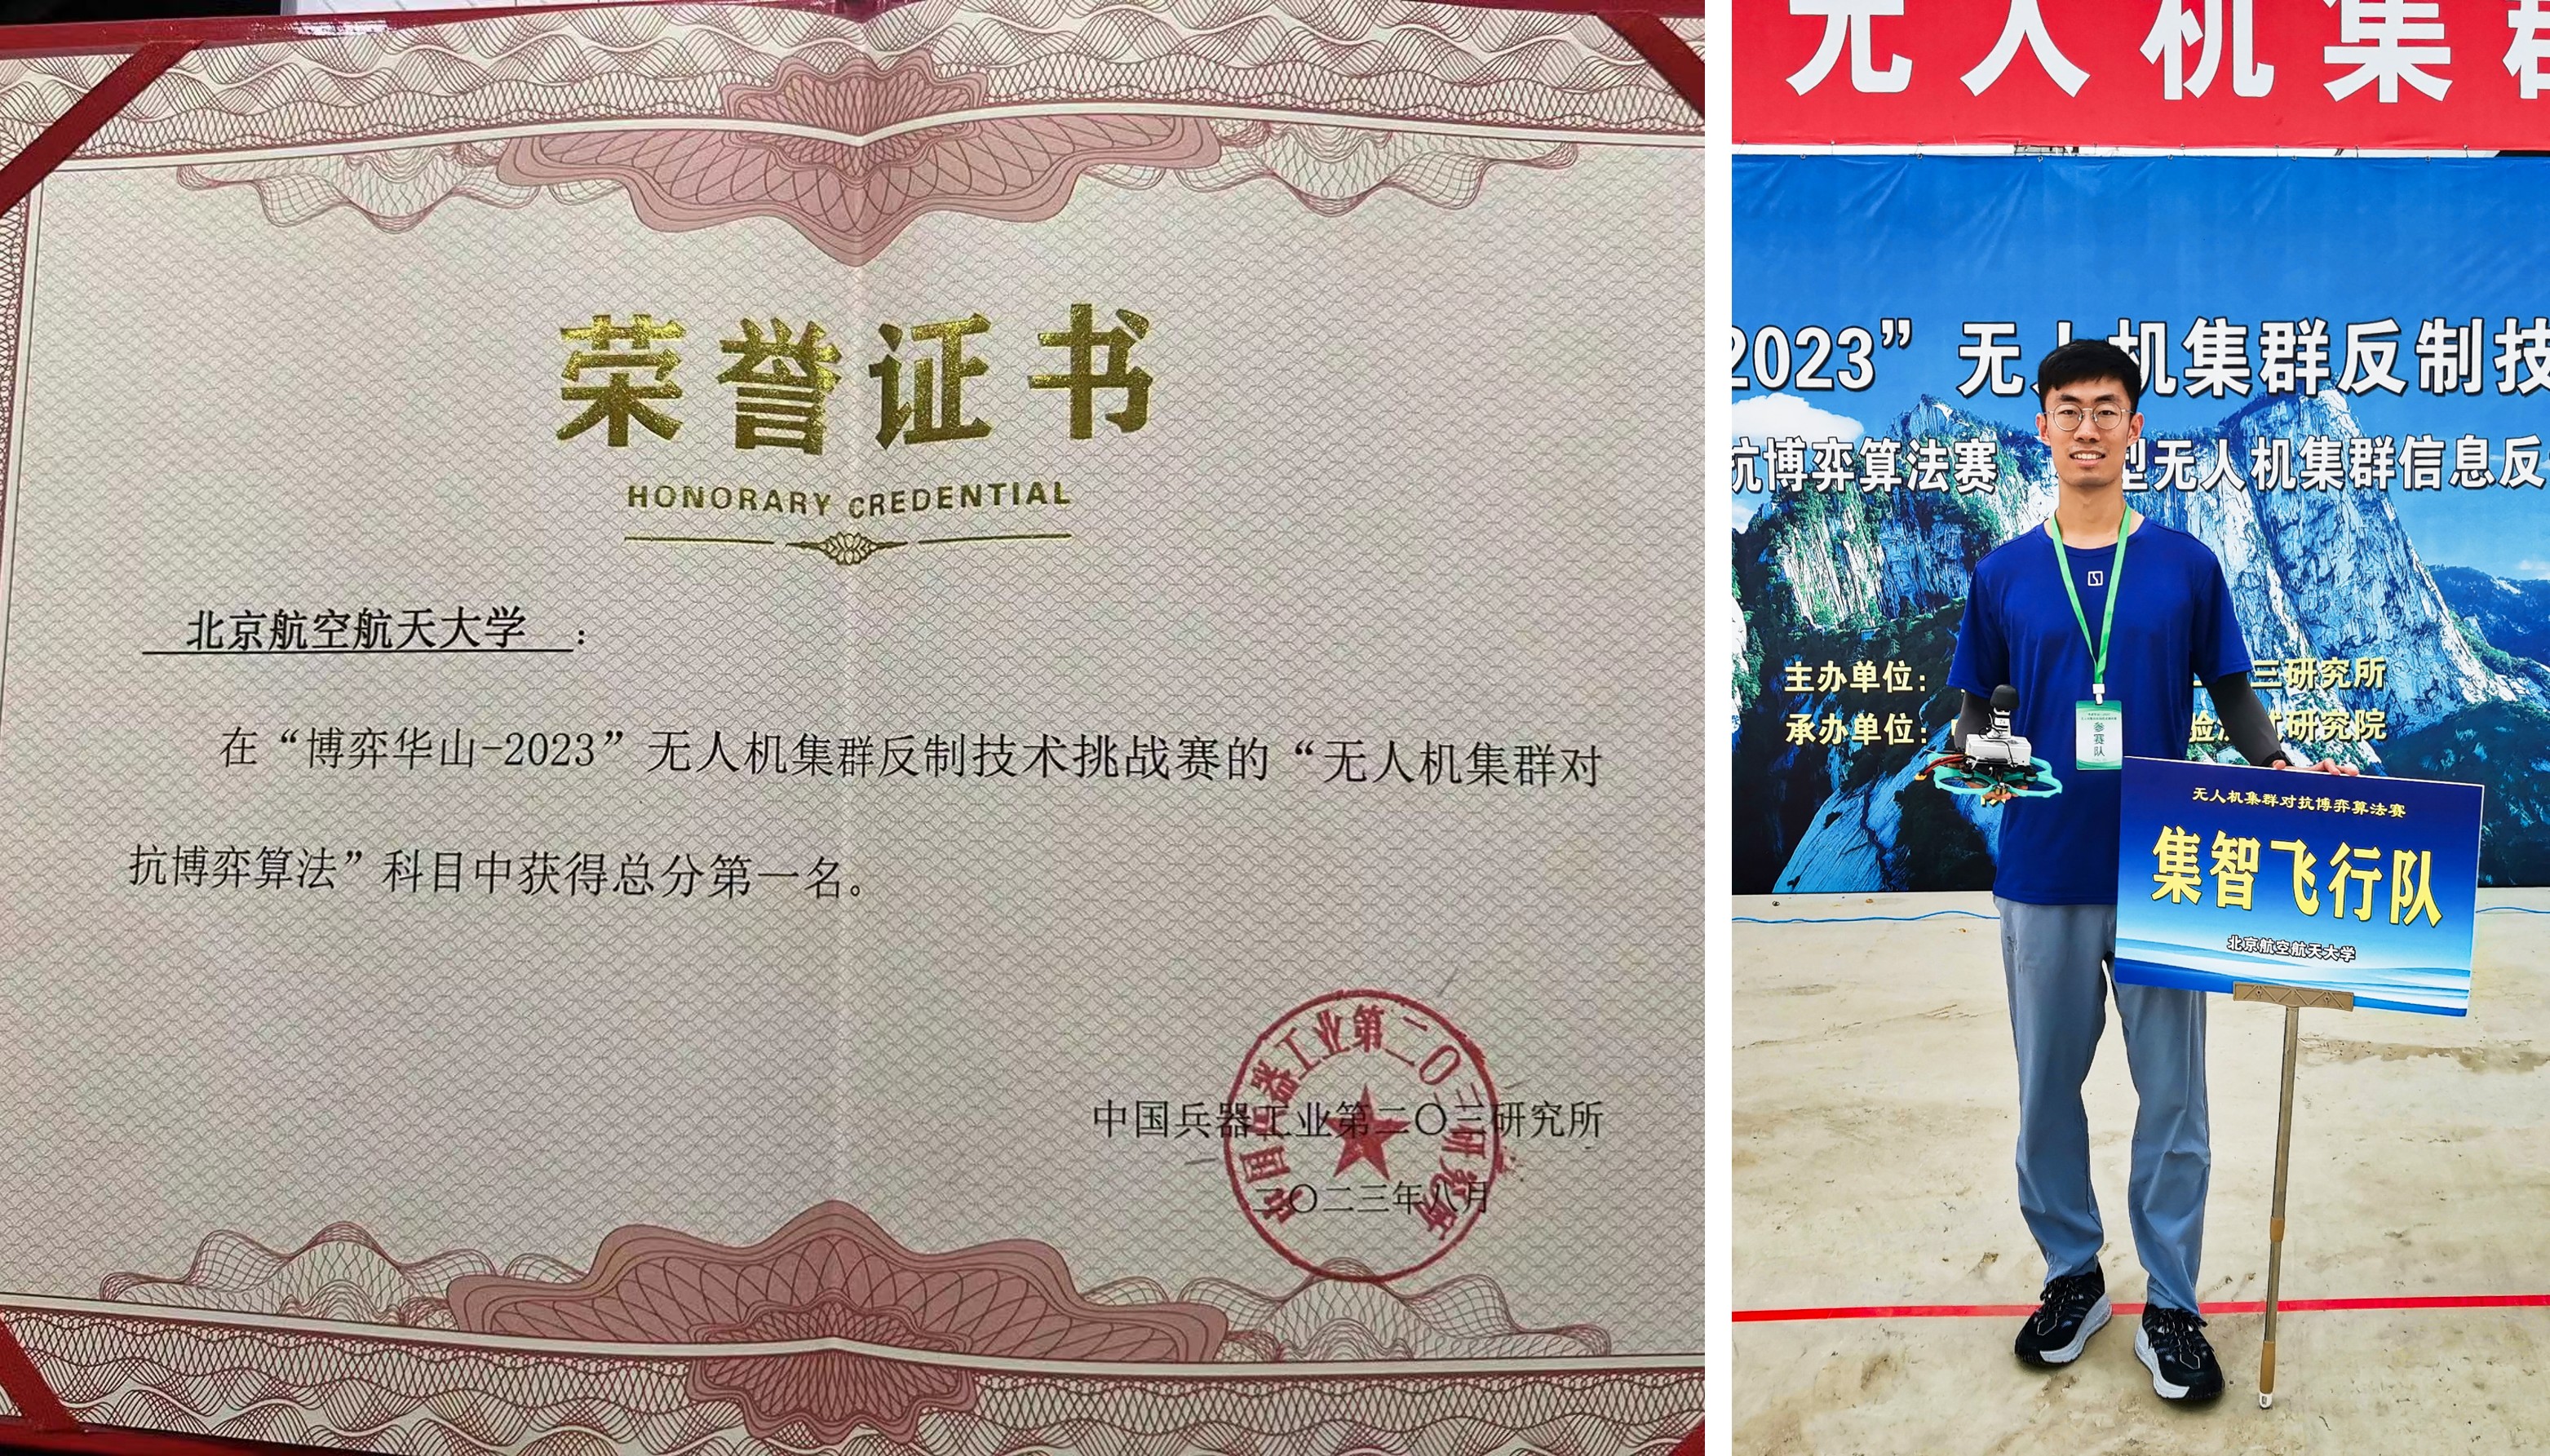 荣誉证书
HONORARY CREDENTIAL
北京航空航天大学：
在“博弈华山-2023”无人机集群反制技术挑战赛的“无人机集群对
抗博弈算法”科目中获得总分第一名。
中国兵器工业第二〇三研究所
二〇二三年八月
中国兵器工业第二〇三研究所
无人机集群
2023”无人机集群反制技
抗博弈算法赛 型无人机集群信息反
主办单位： 三研究所
承办单位： 研究院
参赛队
无人机集群对抗博弈算法赛
集智飞行队
北京航空航天大学